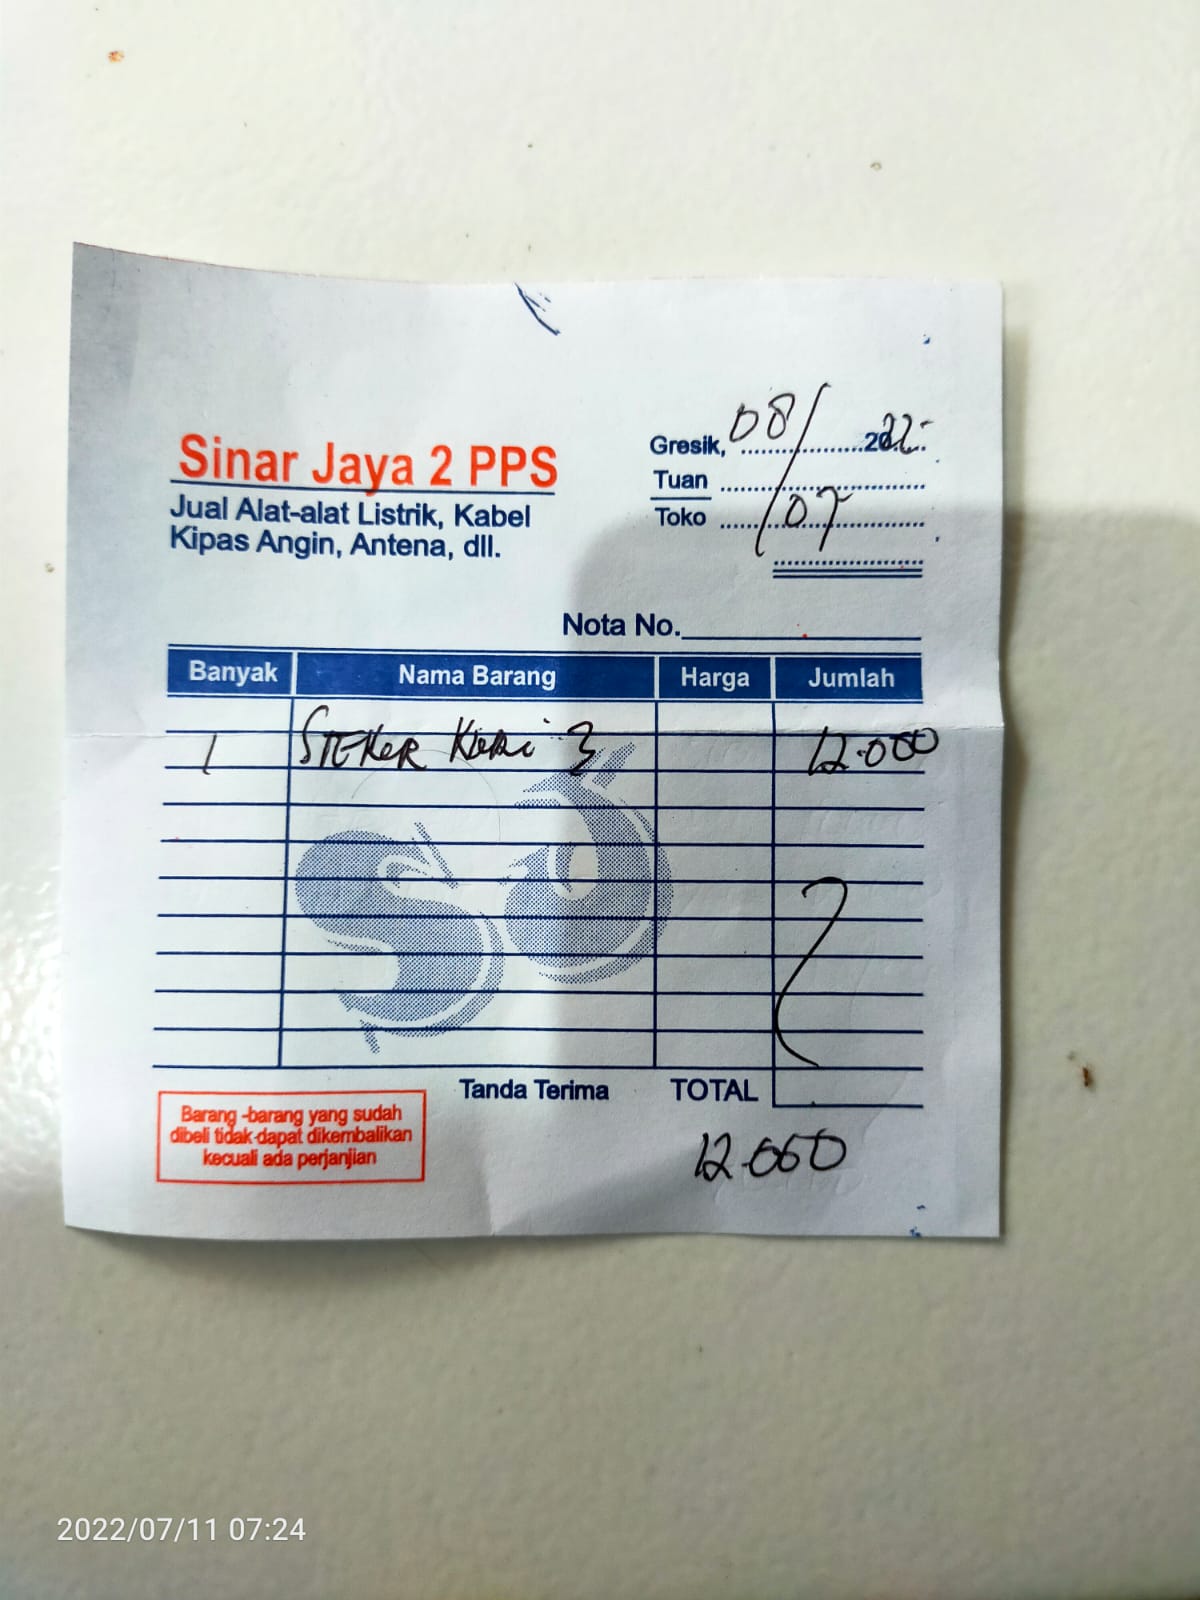 Sinar Jaya 2 PPS
Jual Alat-alat Listrik, Kabel
Kipas Angin, Antena, dll.
Gresik, 08/ 2022
Tuan
Toko 07
Nota No.
Banyak Nama Barang Harga Jumlah
1 STEKER 3 12.000
Tanda Terima TOTAL
12.000
Barang -barang yang sudah
dibeli tidak dapat dikembalikan
kecuali ada perjanjian
2022/07/11 07:24